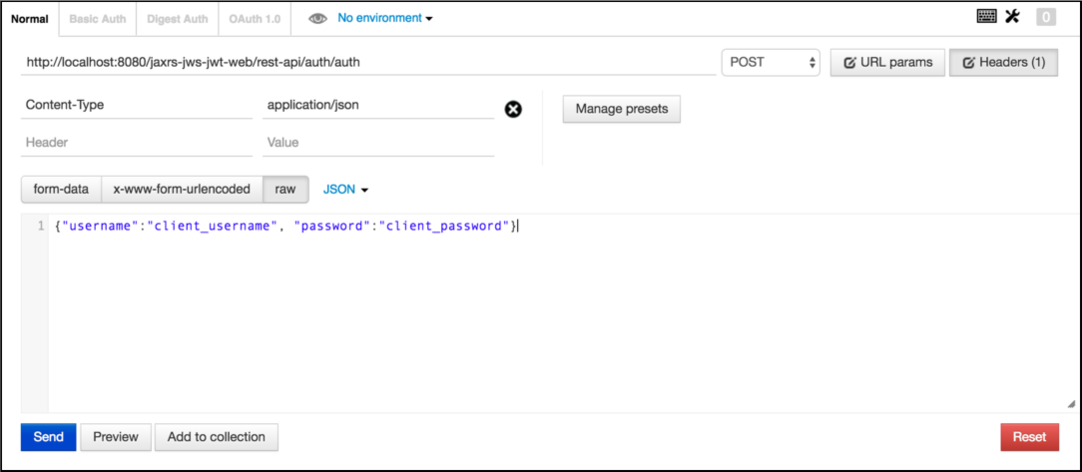 Normal Basic Auth Digest Auth OAuth 1.0 No environment 0
http://localhost:8080/jaxrs-jws-jwt-web/rest-api/auth/auth POST URL params Headers (1)
Content-Type application/json Manage presets
Header Value
form-data x-www-form-urlencoded raw JSON
1 {"username":"client_username", "password":"client_password"}
Send Preview Add to collection Reset